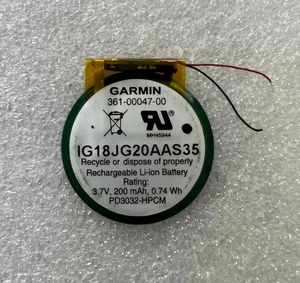 GARMIN
361-00047-00
MH45944
IG18JG20AAS35
Recycle or dispose of properly
Rechargeable Li-ion Battery
Rating:
3.7V, 200 mAh, 0.74 Wh
PD3032-HPCM